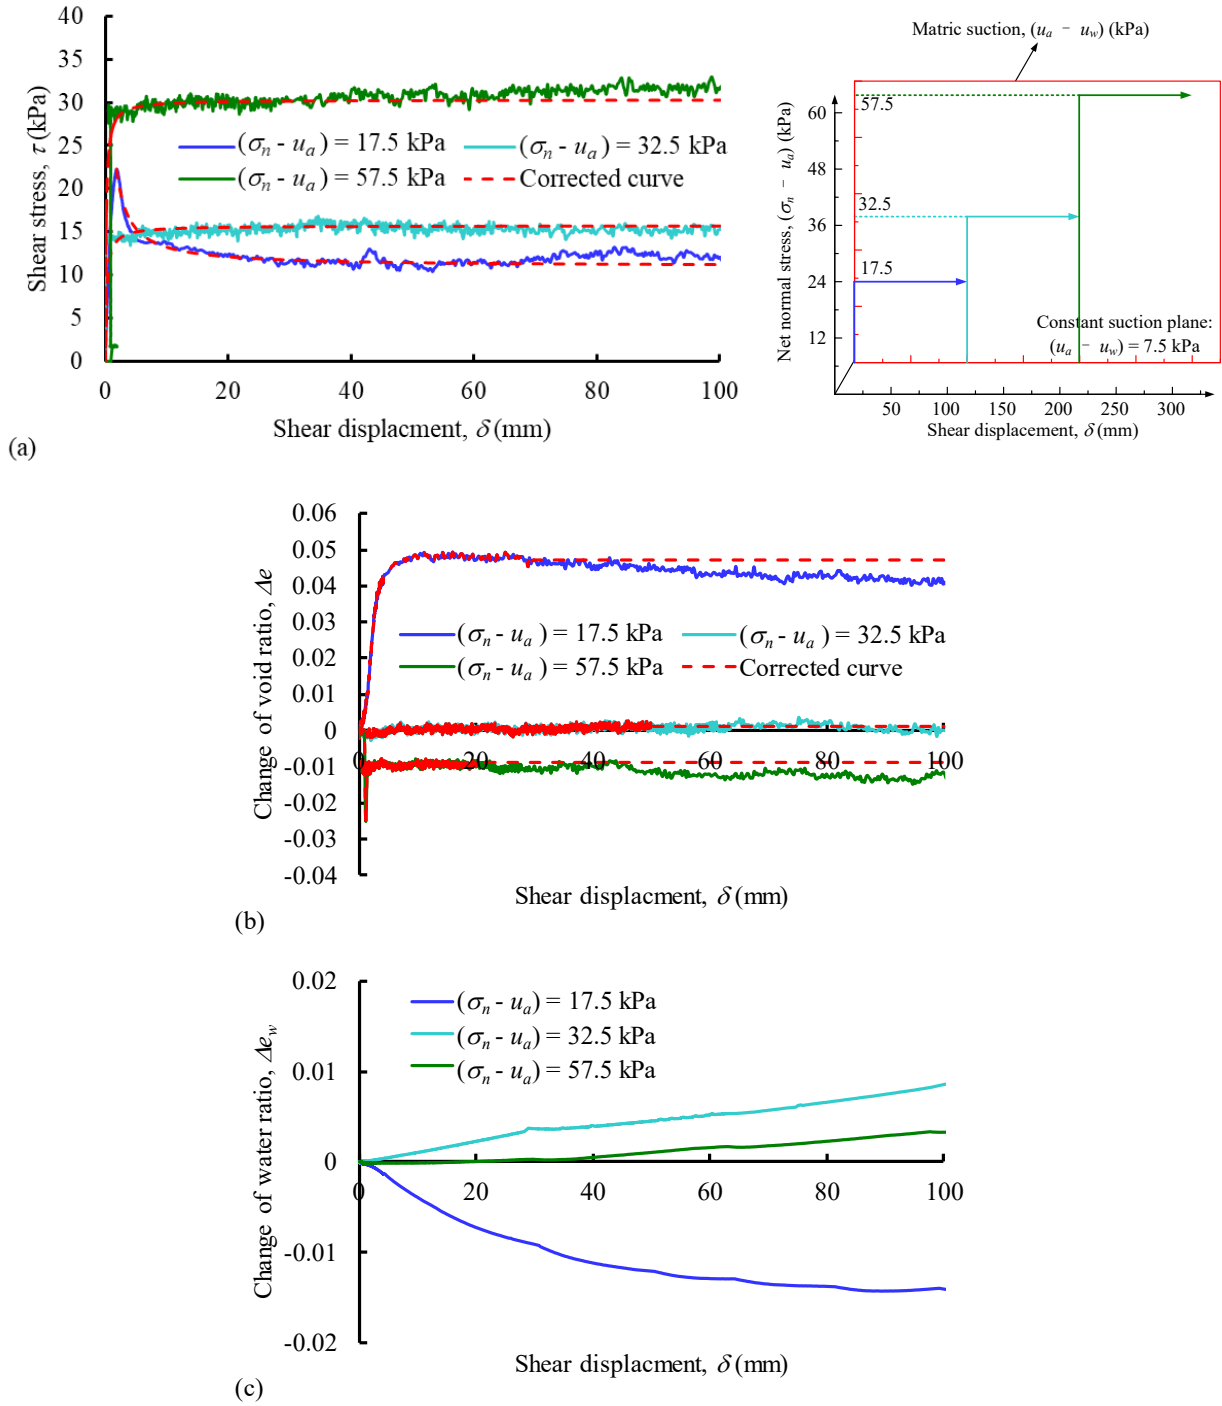 40
35
30
25
20
15
10
5
0
Shear stress, τ (kPa)
(σn - ua) = 17.5 kPa
(σn - ua) = 32.5 kPa
(σn - ua) = 57.5 kPa
Corrected curve
0 20 40 60 80 100
Shear displacment, δ (mm)
(a)
Matric suction, (ua − uw) (kPa)
Net normal stress, (σn − ua) (kPa)
60
48
36
24
12
57.5
32.5
17.5
Constant suction plane:
(ua − uw) = 7.5 kPa
50 100 150 200 250 300
Shear displacement, δ (mm)
0.06
0.05
0.04
0.03
0.02
0.01
0
-0.01
-0.02
-0.03
-0.04
Change of void ratio, Δe
(σn - ua) = 17.5 kPa
(σn - ua ) = 32.5 kPa
(σn - ua ) = 57.5 kPa
Corrected curve
0 20 40 60 80 100
Shear displacment, δ (mm)
(b)
0.02
0.01
0
-0.01
-0.02
Change of water ratio, Δew
(σn - ua) = 17.5 kPa
(σn - ua) = 32.5 kPa
(σn - ua) = 57.5 kPa
0 20 40 60 80 100
Shear displacment, δ (mm)
(c)